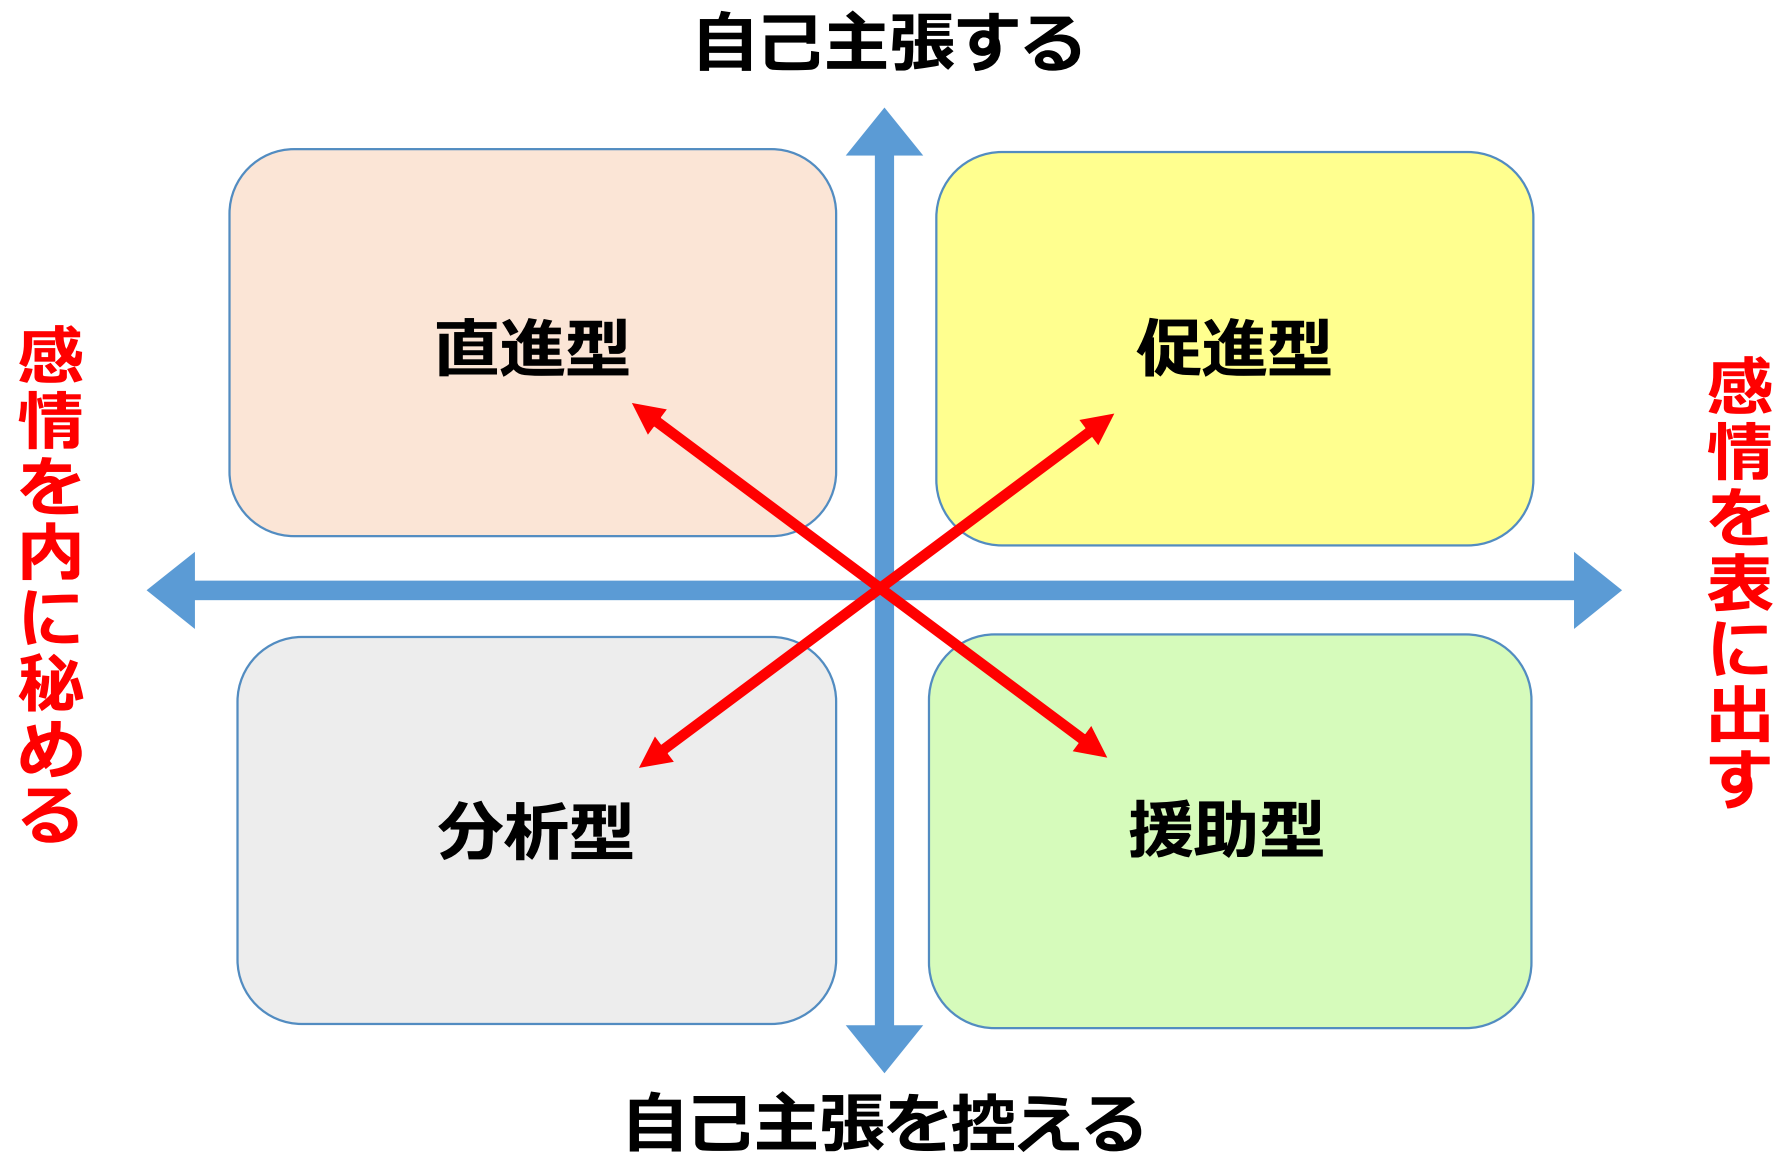 自己主張する
直進型
促進型
感情を内に秘める
感情を表に出す
分析型
援助型
自己主張を控える